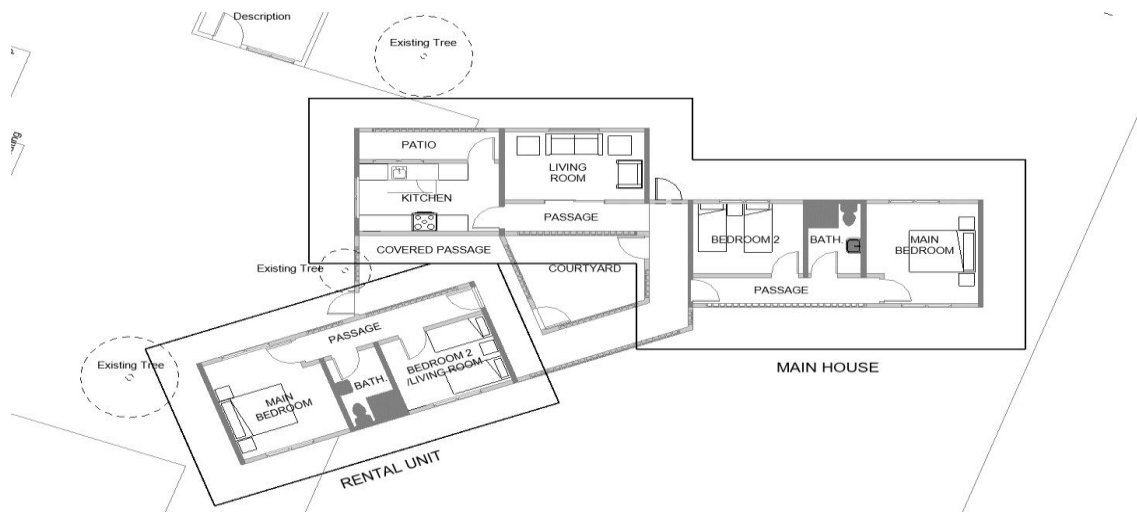 Description
Existing Tree
PATIO
LIVING
ROOM
KITCHEN
PASSAGE
COVERED PASSAGE
COURTYARD
BEDROOM 2
BATH.
MAIN
BEDROOM
PASSAGE
Existing Tree
MAIN HOUSE
PASSAGE
Existing Tree
BEDROOM 2
/LIVING ROOM
BATH.
MAIN
BEDROOM
RENTAL UNIT